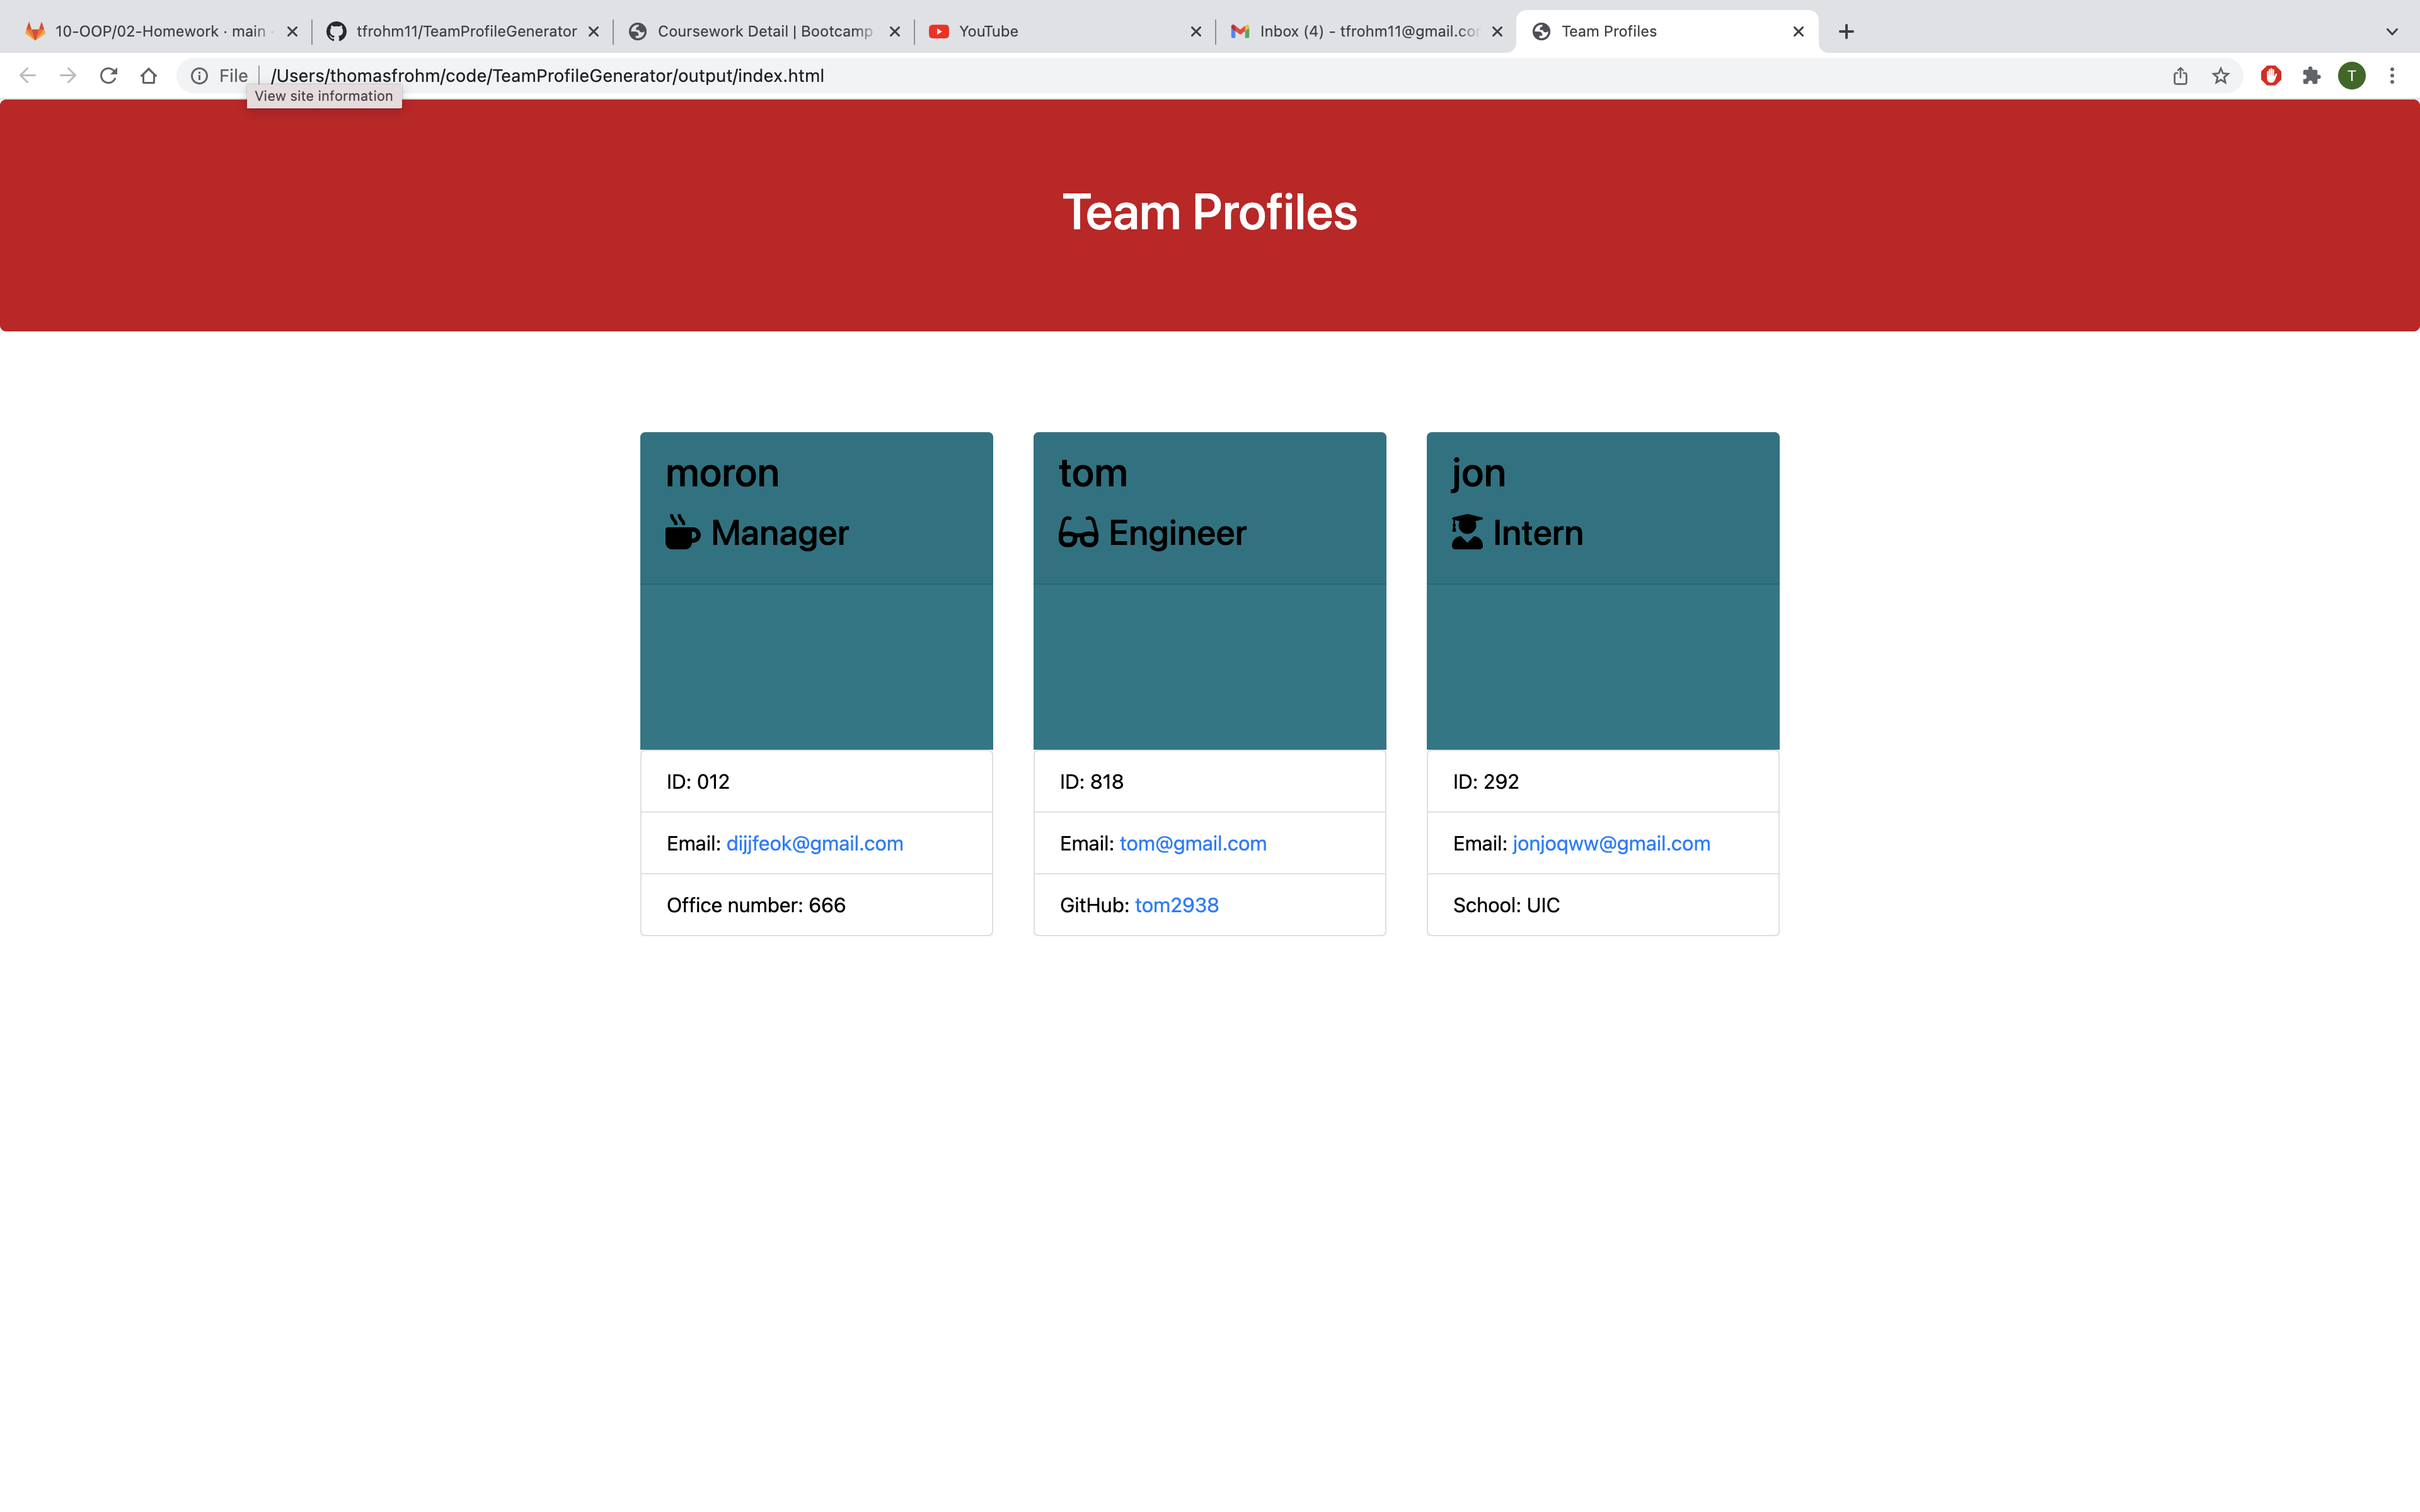 10-OOP/02-Homework · main
tfrohm11/TeamProfileGenerator
Coursework Detail | Bootcamp
YouTube
Inbox (4) - tfrohm11@gmail.co
Team Profiles
File
/Users/thomasfrohm/code/TeamProfileGenerator/output/index.html
T
View site information
Team Profiles
moron
Manager
ID: 012
Email: dijjfeok@gmail.com
Office number: 666
tom
Engineer
ID: 818
Email: tom@gmail.com
GitHub: tom2938
jon
Intern
ID: 292
Email: jonjoqww@gmail.com
School: UIC